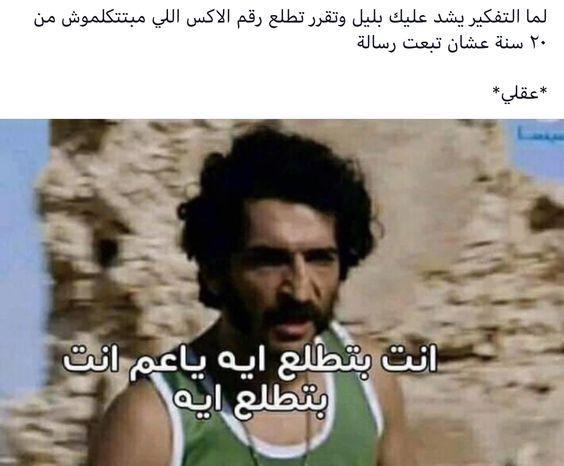 لما التفكير يشد عليك بليل وتقرر تطلع رقم الاكس اللي مبتتكلموش من
٢٠ سنة عشان تبعت رسالة
*عقلي*
سينما
انت بتطلع ايه ياعم انت
بتطلع ايه